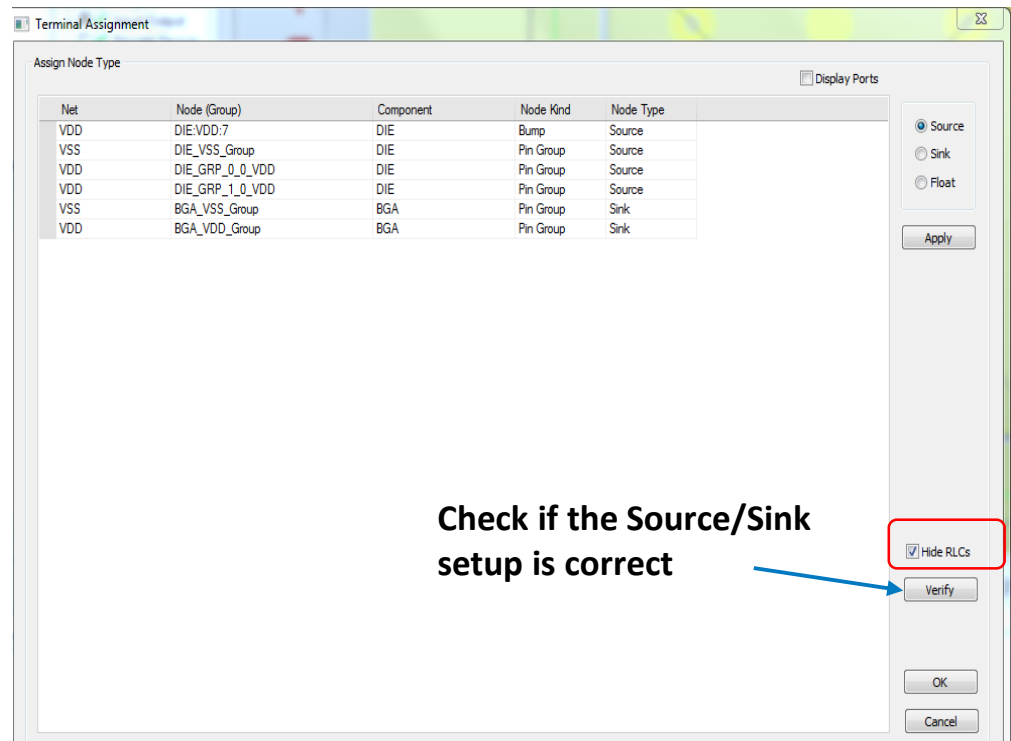 Terminal Assignment
Assign Node Type
Display Ports
Net Node (Group) Component Node Kind Node Type
VDD DIE:VDD:7 DIE Bump Source
VSS DIE_VSS_Group DIE Pin Group Source
VDD DIE_GRP_0_0_VDD DIE Pin Group Source
VDD DIE_GRP_1_0_VDD DIE Pin Group Source
VSS BGA_VSS_Group BGA Pin Group Sink
VDD BGA_VDD_Group BGA Pin Group Sink
Source
Sink
Float
Apply
Check if the Source/Sink
setup is correct
Hide RLCs
Verify
OK
Cancel